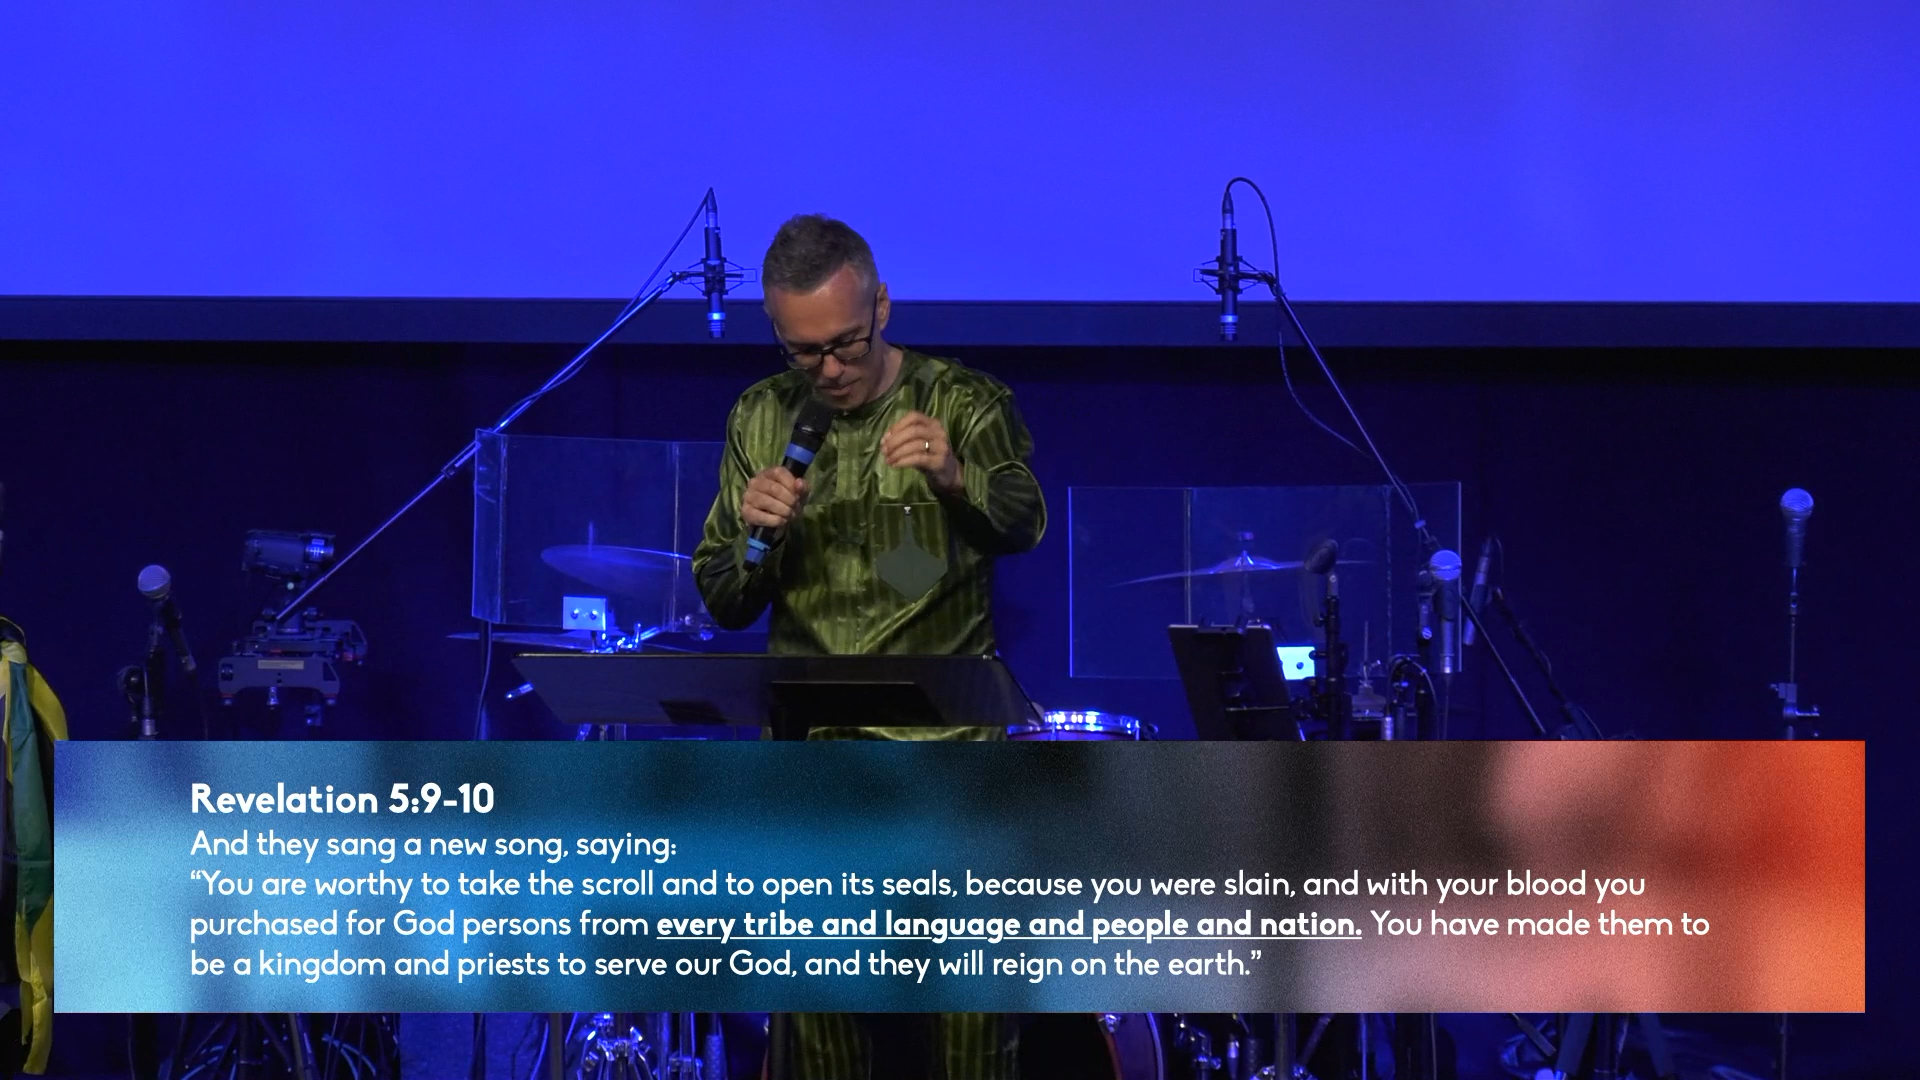 Revelation 5:9-10
And they sang a new song, saying:
“You are worthy to take the scroll and to open its seals, because you were slain, and with your blood you
purchased for God persons from every tribe and language and people and nation. You have made them to
be a kingdom and priests to serve our God, and they will reign on the earth.”